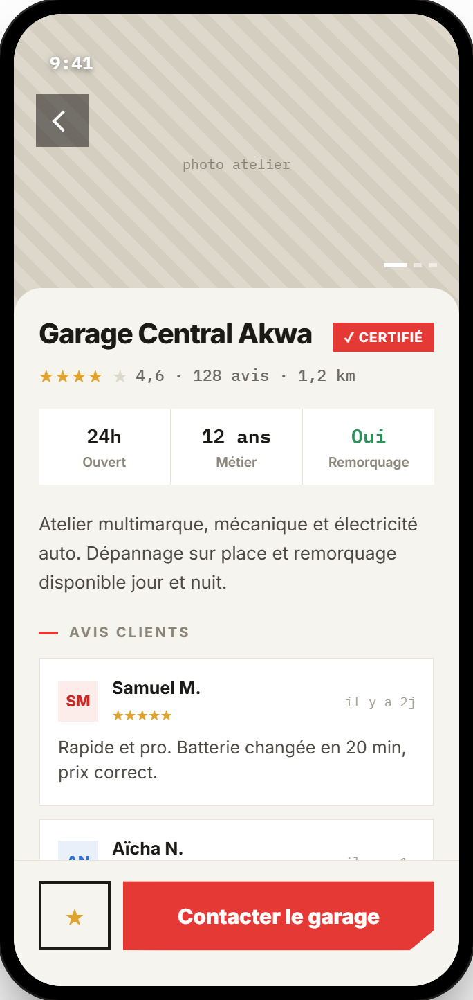 9:41
photo atelier
Garage Central Akwa
✓ CERTIFIÉ
★★★★ ★ 4,6 · 128 avis · 1,2 km
24h
Ouvert
12 ans
Métier
Oui
Remorquage
Atelier multimarque, mécanique et électricité
auto. Dépannage sur place et remorquage
disponible jour et nuit.
AVIS CLIENTS
SM
Samuel M.
★★★★★
il y a 2j
Rapide et pro. Batterie changée en 20 min,
prix correct.
AN
Aïcha N.
★
Contacter le garage